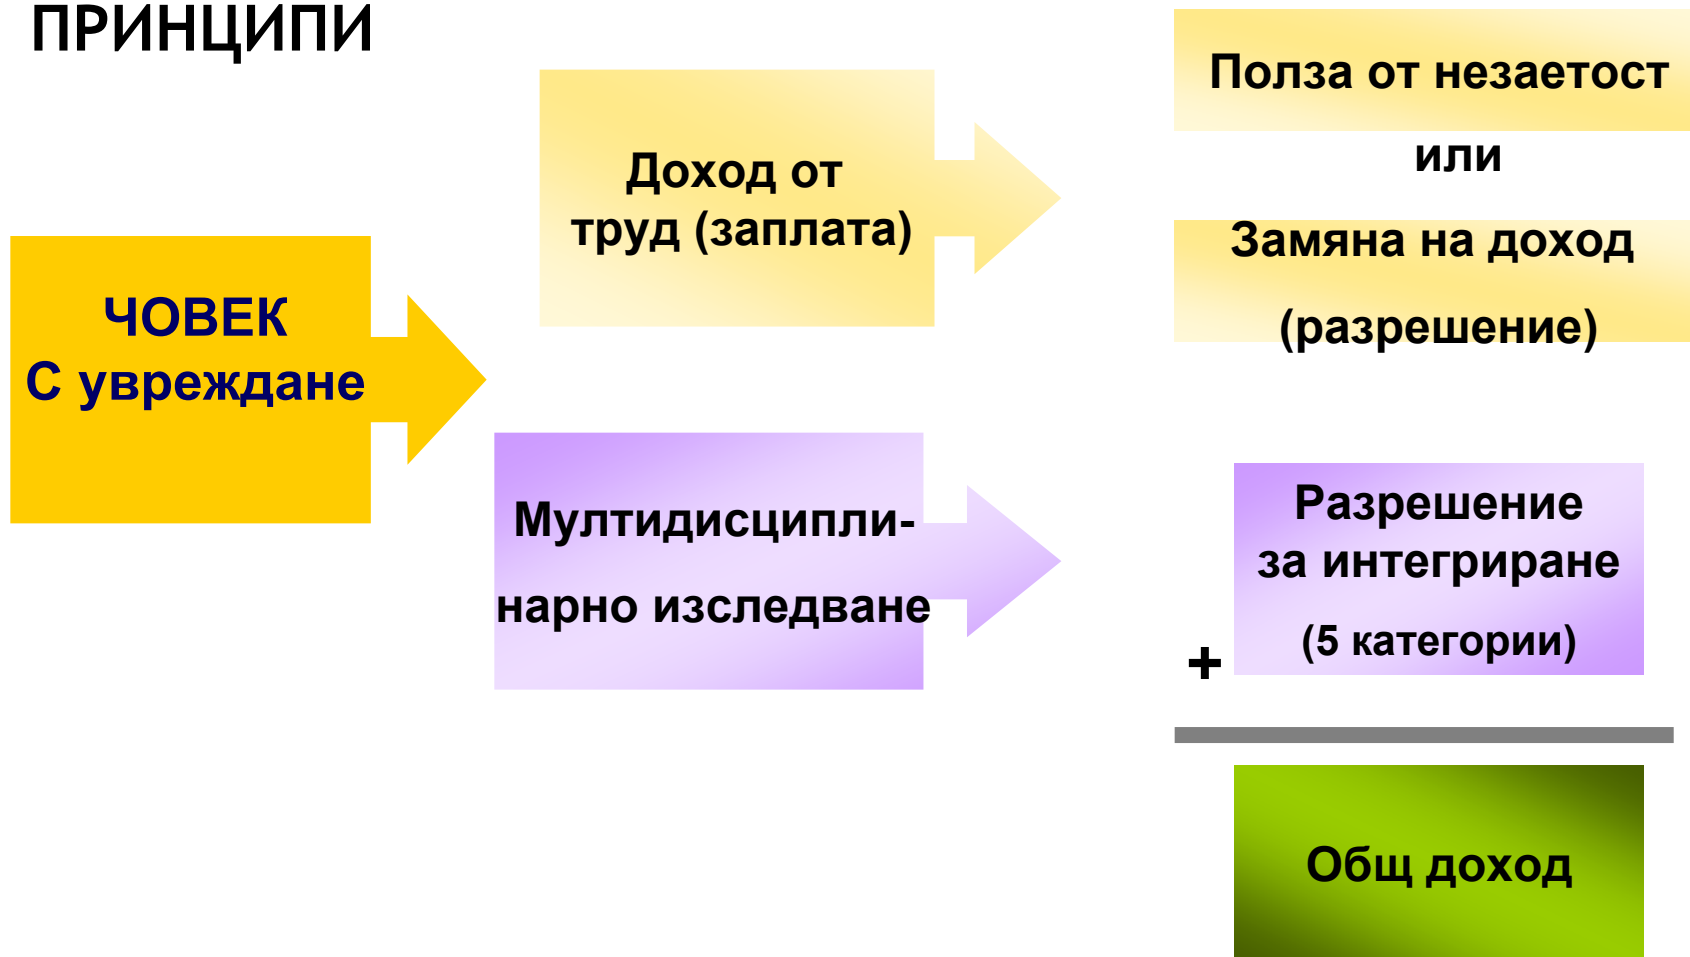 ПРИНЦИПИ
ЧОВЕК
С увреждане
Доход от
труд (заплата)
Полза от незаетост
или
Замяна на доход
(разрешение)
Мултидисципли-
нарно изследване
Разрешение
за интегриране
(5 категории)
+
Общ доход